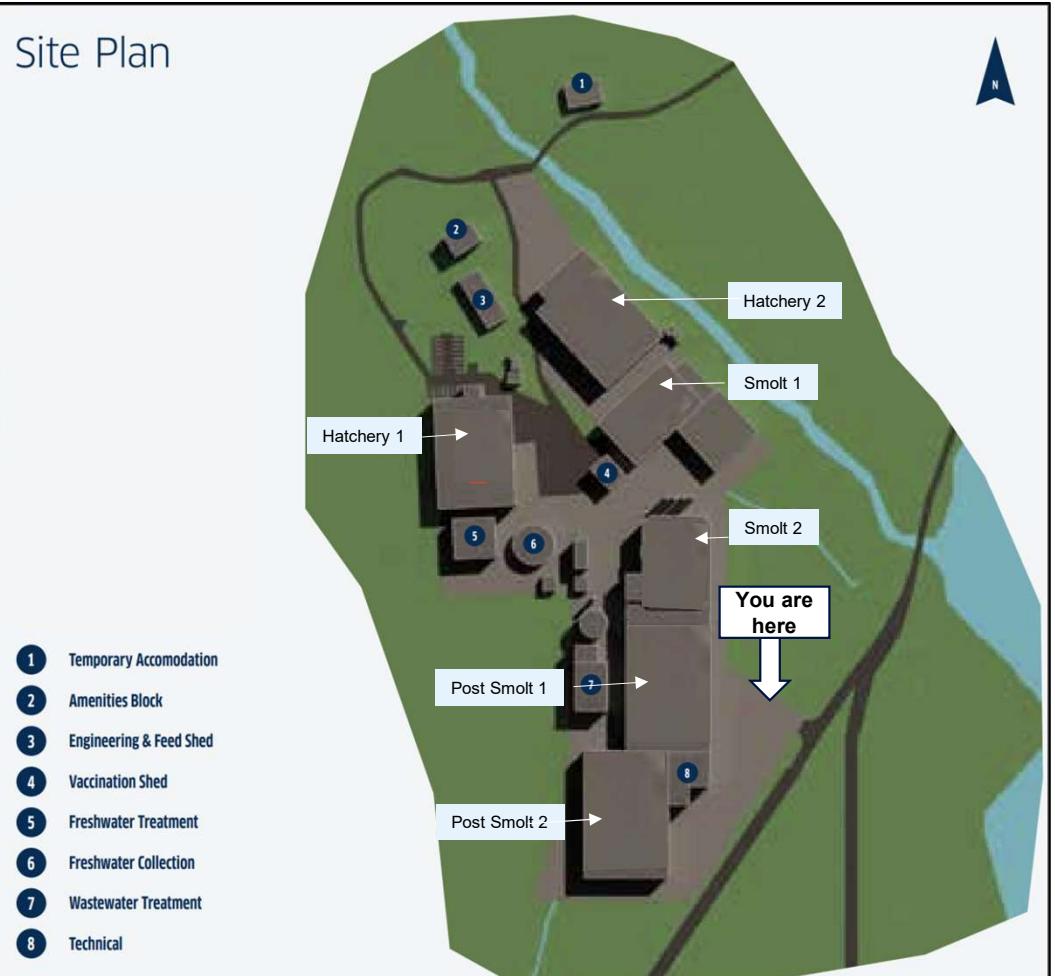 Site Plan
N
1
2
3
Hatchery 2
Smolt 1
Hatchery 1
4
5
6
Smolt 2
You are
here
Post Smolt 1
7
8
Post Smolt 2
1 Temporary Accomodation
2 Amenities Block
3 Engineering & Feed Shed
4 Vaccination Shed
5 Freshwater Treatment
6 Freshwater Collection
7 Wastewater Treatment
8 Technical